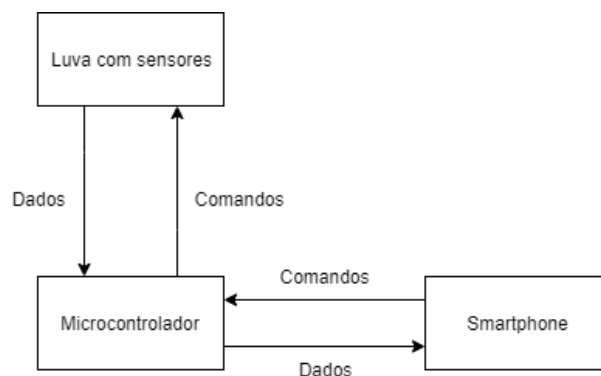 Luva com sensores
Dados
Comandos
Comandos
Microcontrolador
Smartphone
Dados